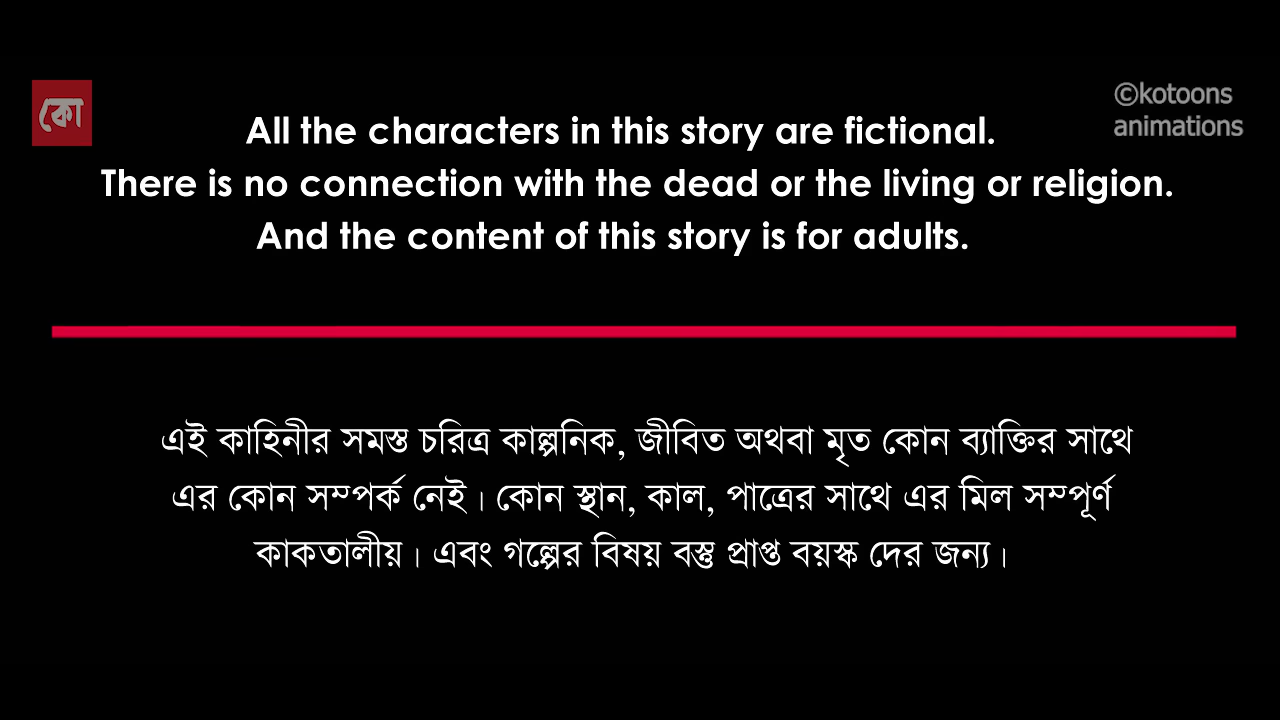 কো
©kotoons
animations
All the characters in this story are fictional.
There is no connection with the dead or the living or religion.
And the content of this story is for adults.
এই কাহিনীর সমস্ত চরিত্র কাল্পনিক, জীবিত অথবা মৃত কোন ব্যাক্তির সাথে
এর কোন সম্পর্ক নেই। কোন স্থান, কাল, পাত্রের সাথে এর মিল সম্পূর্ণ
কাকতালীয়। এবং গল্পের বিষয় বস্তু প্রাপ্ত বয়স্ক দের জন্য।